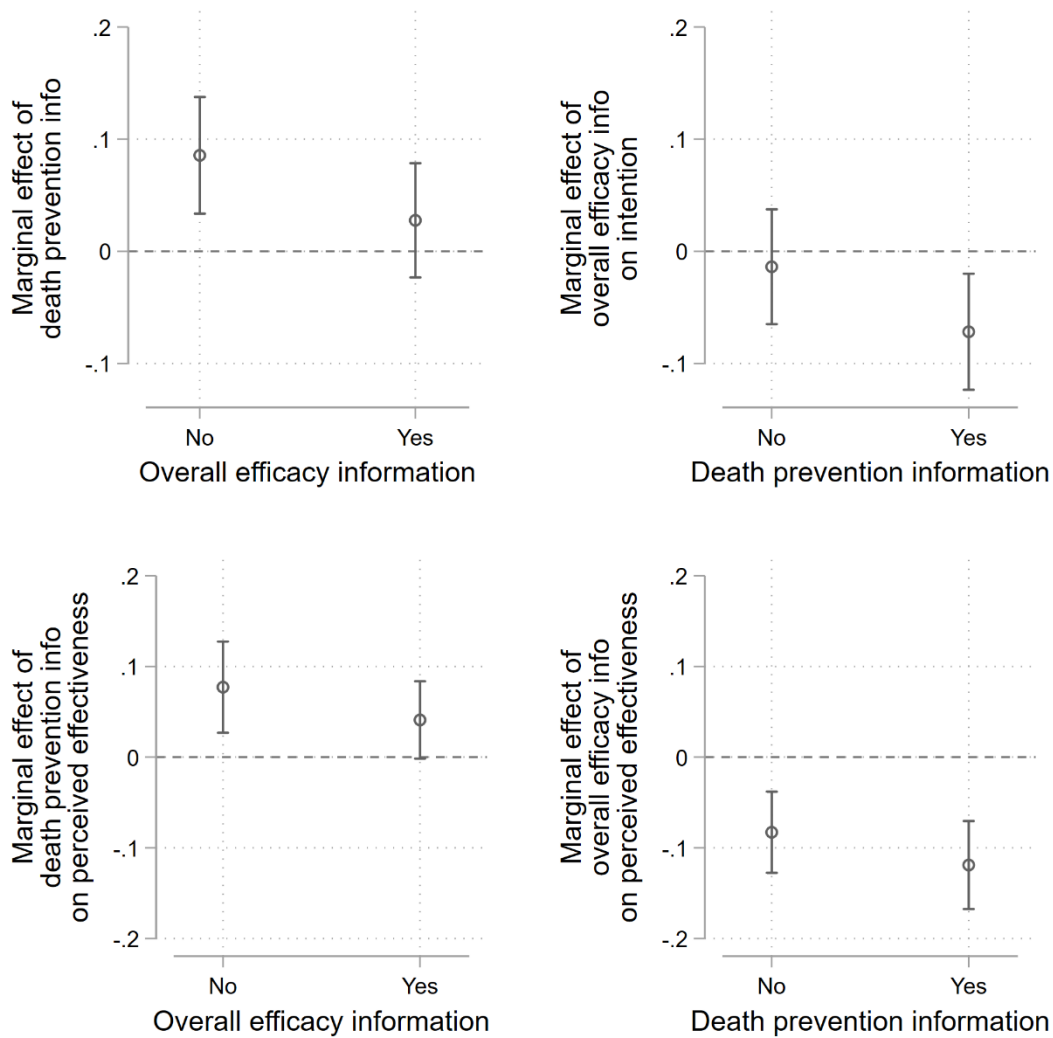 Marginal effect of
death prevention info
.2
.1
0
-.1
No
Yes
Overall efficacy information
Marginal effect of
overall efficacy info
on intention
.2
.1
0
-.1
No
Yes
Death prevention information
Marginal effect of
death prevention info
on perceived effectiveness
.2
.1
0
-.1
-.2
No
Yes
Overall efficacy information
Marginal effect of
overall efficacy info
on perceived effectiveness
.2
.1
0
-.1
-.2
No
Yes
Death prevention information